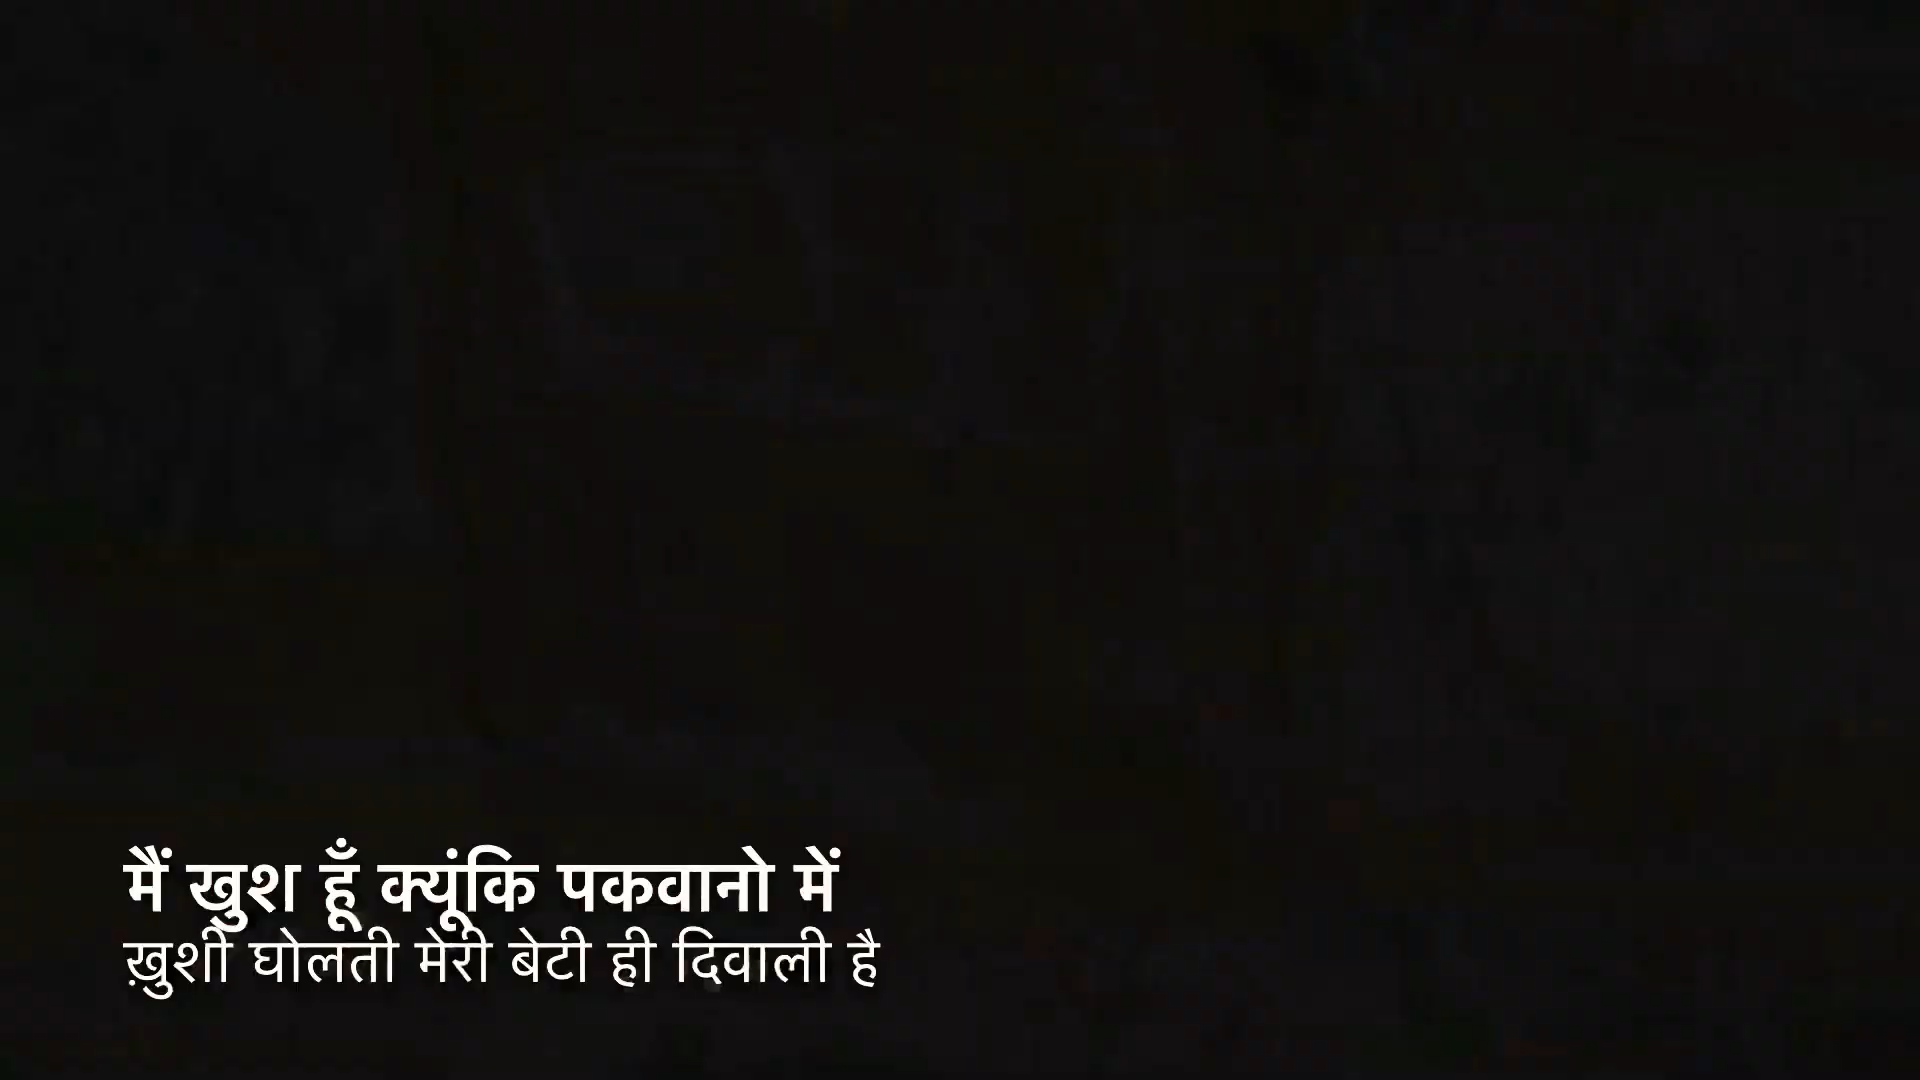 मैं खुश हूँ क्यूंकि पकवानो में
ख़ुशी घोलती मेरी बेटी ही दिवाली है